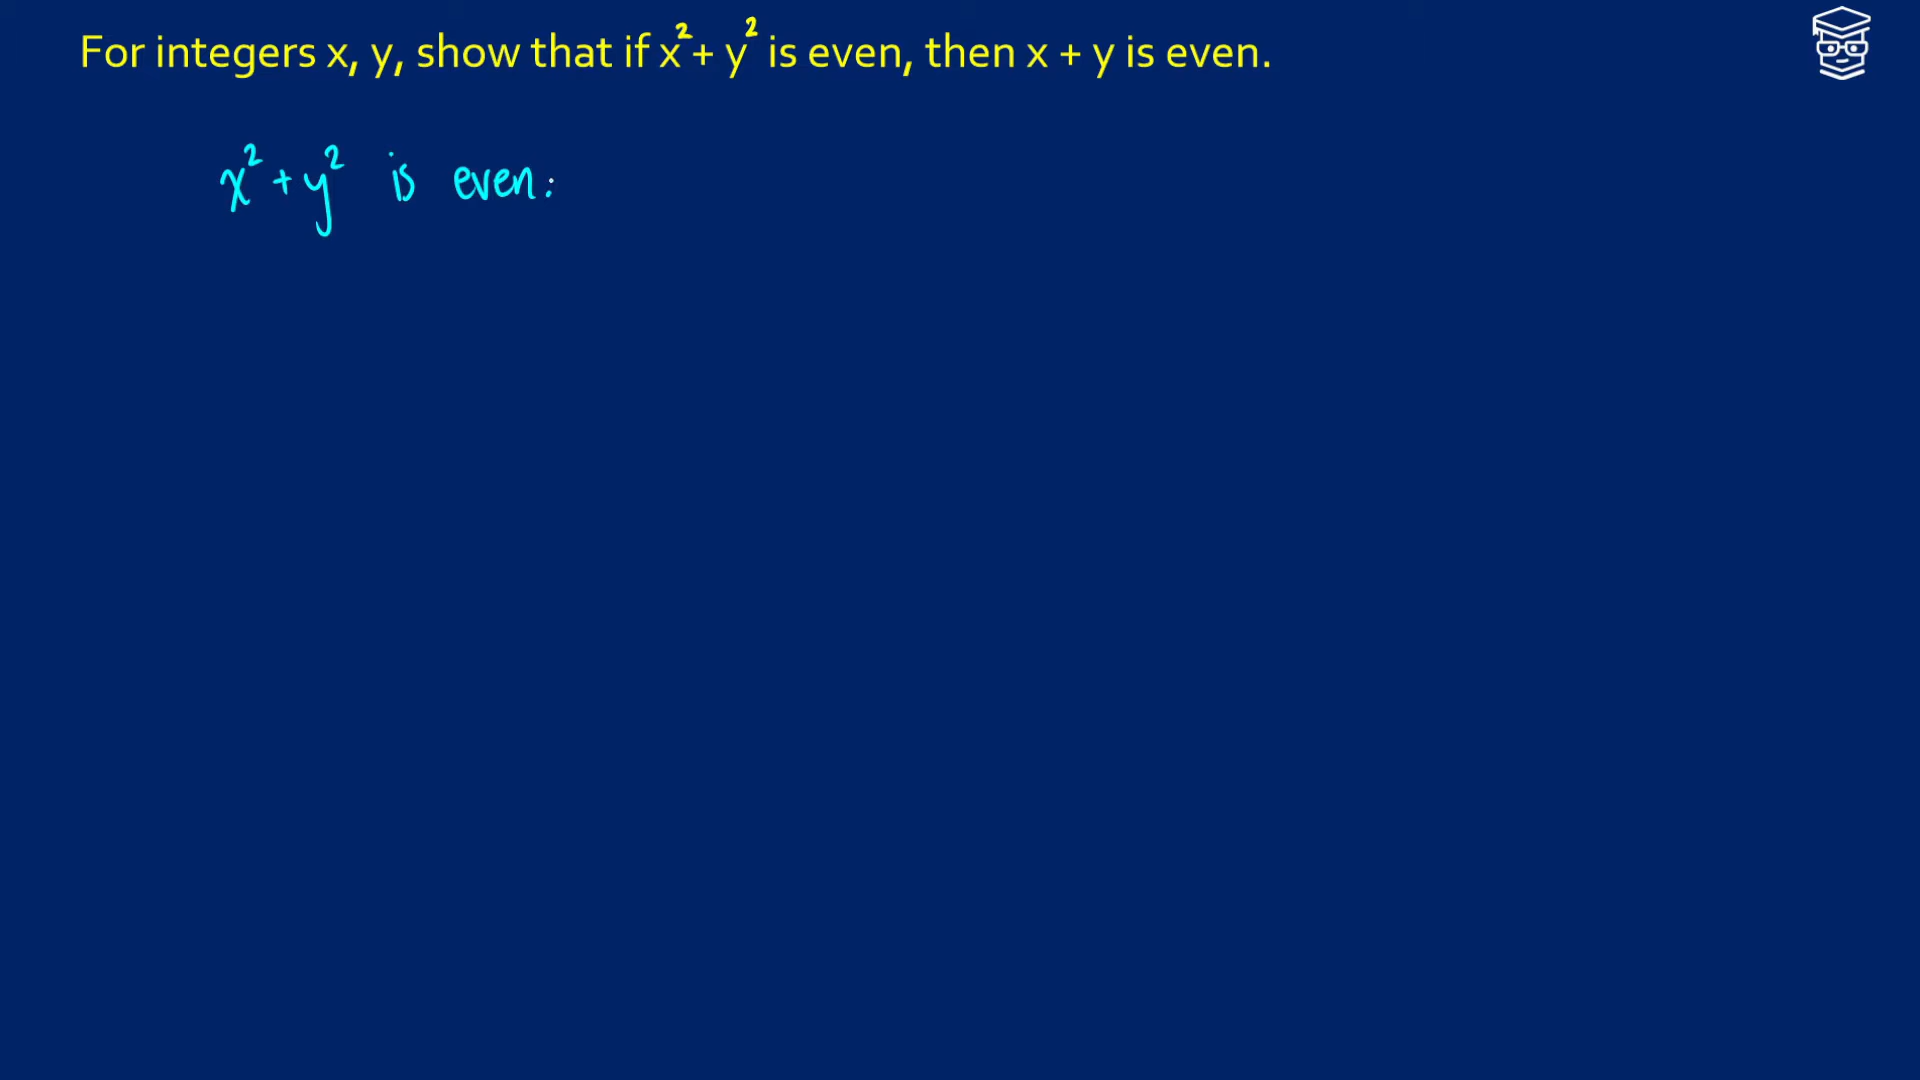 For integers x, y, show that if x² + y² is even, then x + y is even.
x² + y² is even: